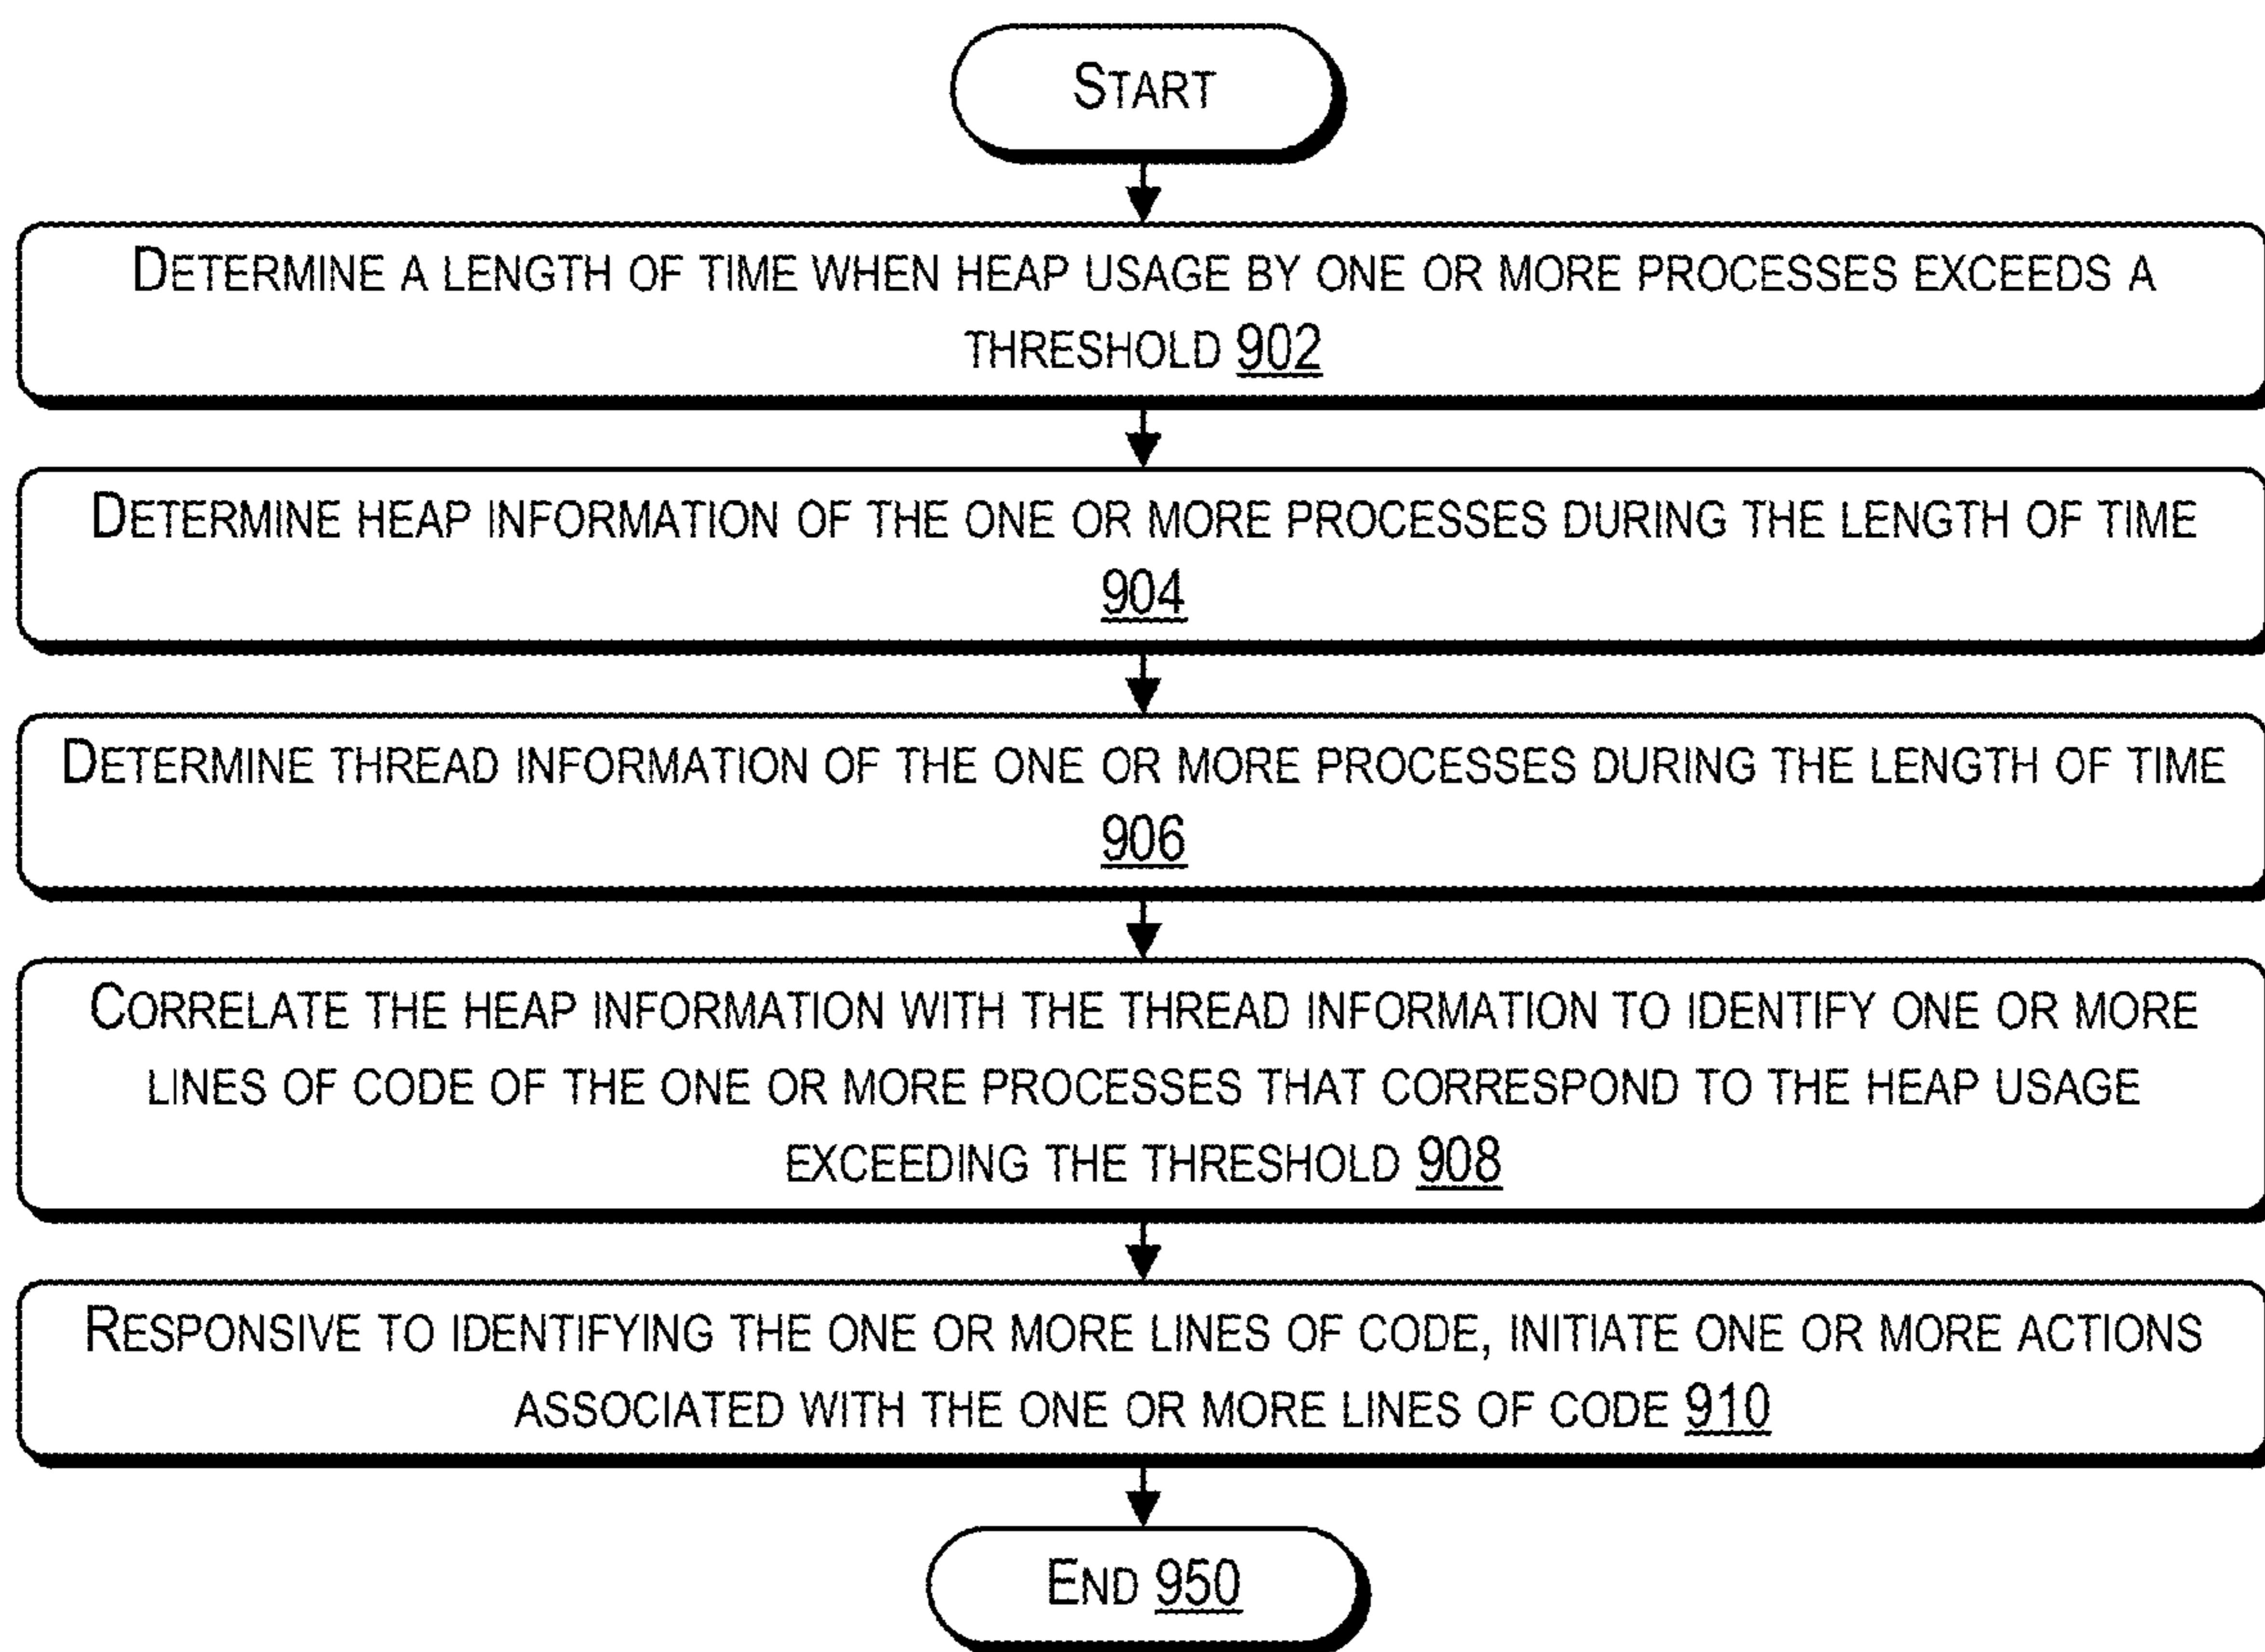 START
DETERMINE A LENGTH OF TIME WHEN HEAP USAGE BY ONE OR MORE PROCESSES EXCEEDS A
THRESHOLD 902
DETERMINE HEAP INFORMATION OF THE ONE OR MORE PROCESSES DURING THE LENGTH OF TIME
904
DETERMINE THREAD INFORMATION OF THE ONE OR MORE PROCESSES DURING THE LENGTH OF TIME
906
CORRELATE THE HEAP INFORMATION WITH THE THREAD INFORMATION TO IDENTIFY ONE OR MORE
LINES OF CODE OF THE ONE OR MORE PROCESSES THAT CORRESPOND TO THE HEAP USAGE
EXCEEDING THE THRESHOLD 908
RESPONSIVE TO IDENTIFYING THE ONE OR MORE LINES OF CODE, INITIATE ONE OR MORE ACTIONS
ASSOCIATED WITH THE ONE OR MORE LINES OF CODE 910
END 950